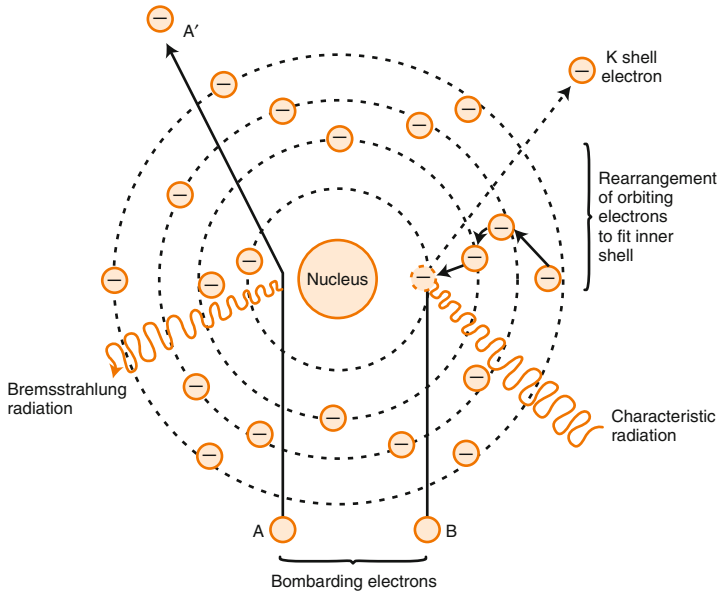 A′
K shell
electron
Rearrangement
of orbiting
electrons
to fit inner
shell
Nucleus
Bremsstrahlung
radiation
Characteristic
radiation
A
B
Bombarding electrons